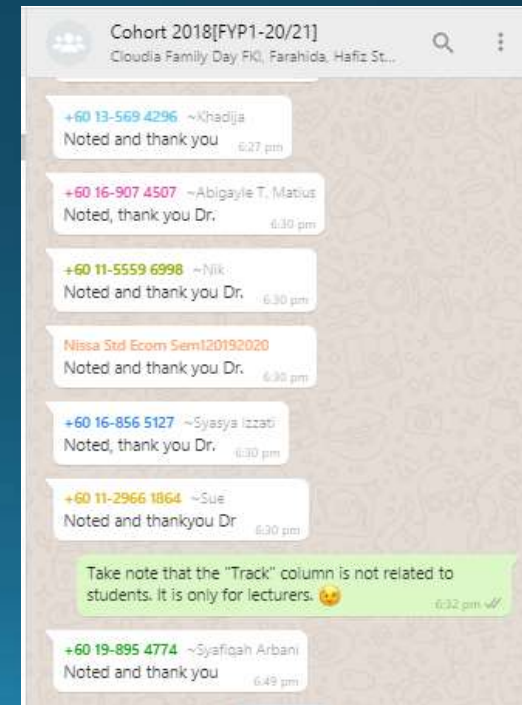 Cohort 2018[FYP1-20/21]
Cloudia Family Day FKI, Farahida, Hafiz St...
+60 13-569 4296 ~Khadija
Noted and thank you
6:27 pm
+60 16-907 4507 ~Abigayle T. Matius
Noted, thank you Dr.
6:30 pm
+60 11-5559 6998 ~Nik
Noted and thank you Dr.
6:30 pm
Nissa Std Ecom Sem120192020
Noted and thank you Dr.
6:30 pm
+60 16-856 5127 ~Syasya Izzati
Noted, thank you Dr.
6:30 pm
+60 11-2966 1864 ~Sue
Noted and thankyou Dr
6:30 pm
Take note that the "Track" column is not related to
students. It is only for lecturers. 😉
6:32 pm
+60 19-895 4774 ~Syafiqah Arbani
Noted and thank you
6:49 pm